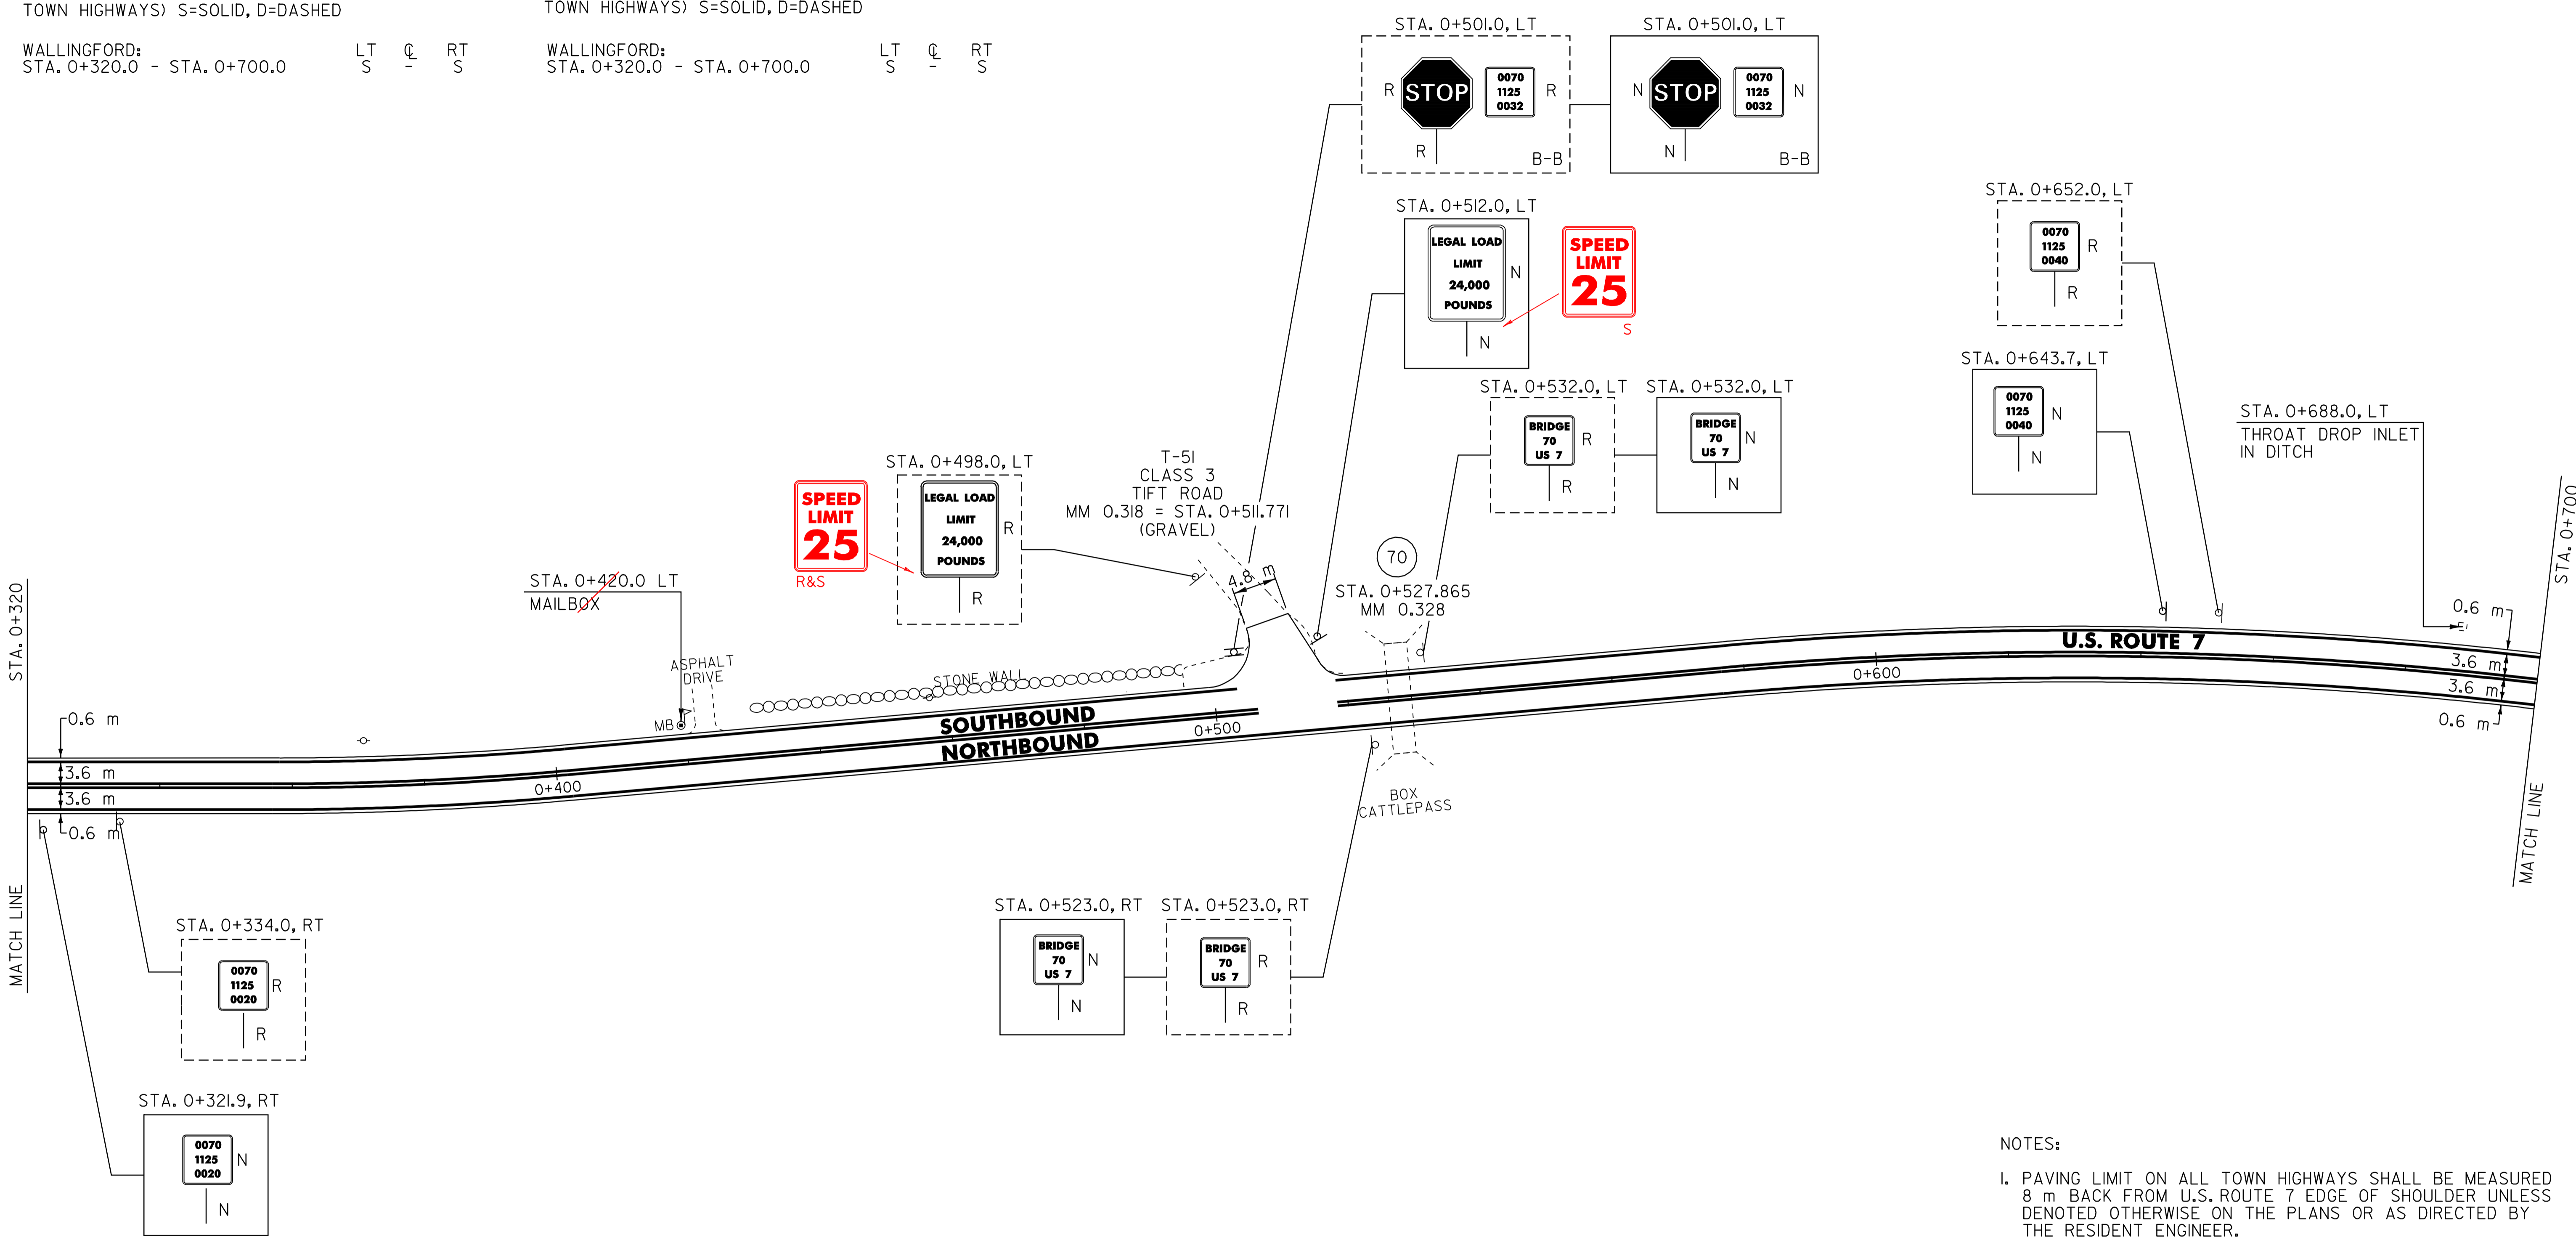 TOWN HIGHWAYS) S=SOLID, D=DASHED
WALLINGFORD: LT ℄ RT
STA. 0+320.0 - STA. 0+700.0 S - S
TOWN HIGHWAYS) S=SOLID, D=DASHED
WALLINGFORD: LT ℄ RT
STA. 0+320.0 - STA. 0+700.0 S - S
STA. 0+501.0, LT
R STOP 0070 R
1125
0032
R
B-B
STA. 0+501.0, LT
N STOP 0070 N
1125
0032
N
B-B
STA. 0+512.0, LT
LEGAL LOAD
LIMIT
24,000
POUNDS
N
N
SPEED
LIMIT
25
S
STA. 0+652.0, LT
0070
1125
0040
R
R
STA. 0+643.7, LT
0070
1125
0040
N
N
STA. 0+532.0, LT
BRIDGE
70
US 7
R
R
STA. 0+532.0, LT
BRIDGE
70
US 7
N
N
STA. 0+688.0, LT
THROAT DROP INLET
IN DITCH
STA. 0+498.0, LT
LEGAL LOAD
LIMIT
24,000
POUNDS
R
R
SPEED
LIMIT
25
R&S
T-51
CLASS 3
TIFT ROAD
MM 0.318 = STA. 0+511.771
(GRAVEL)
4.8 m
70
STA. 0+527.865
MM 0.328
STA. 0+420.0 LT
MAILBOX
ASPHALT
DRIVE
MB
STONE WALL
STA. 0+320
MATCH LINE
0.6 m
3.6 m
3.6 m
0.6 m
0+400
SOUTHBOUND
NORTHBOUND
0+500
0+600
U.S. ROUTE 7
0.6 m
3.6 m
3.6 m
0.6 m
STA. 0+700
MATCH LINE
BOX
CATTLEPASS
STA. 0+334.0, RT
0070
1125
0020
R
R
STA. 0+321.9, RT
0070
1125
0020
N
N
STA. 0+523.0, RT
BRIDGE
70
US 7
N
N
STA. 0+523.0, RT
BRIDGE
70
US 7
R
R
NOTES:
1. PAVING LIMIT ON ALL TOWN HIGHWAYS SHALL BE MEASURED
8 m BACK FROM U.S. ROUTE 7 EDGE OF SHOULDER UNLESS
DENOTED OTHERWISE ON THE PLANS OR AS DIRECTED BY
THE RESIDENT ENGINEER.